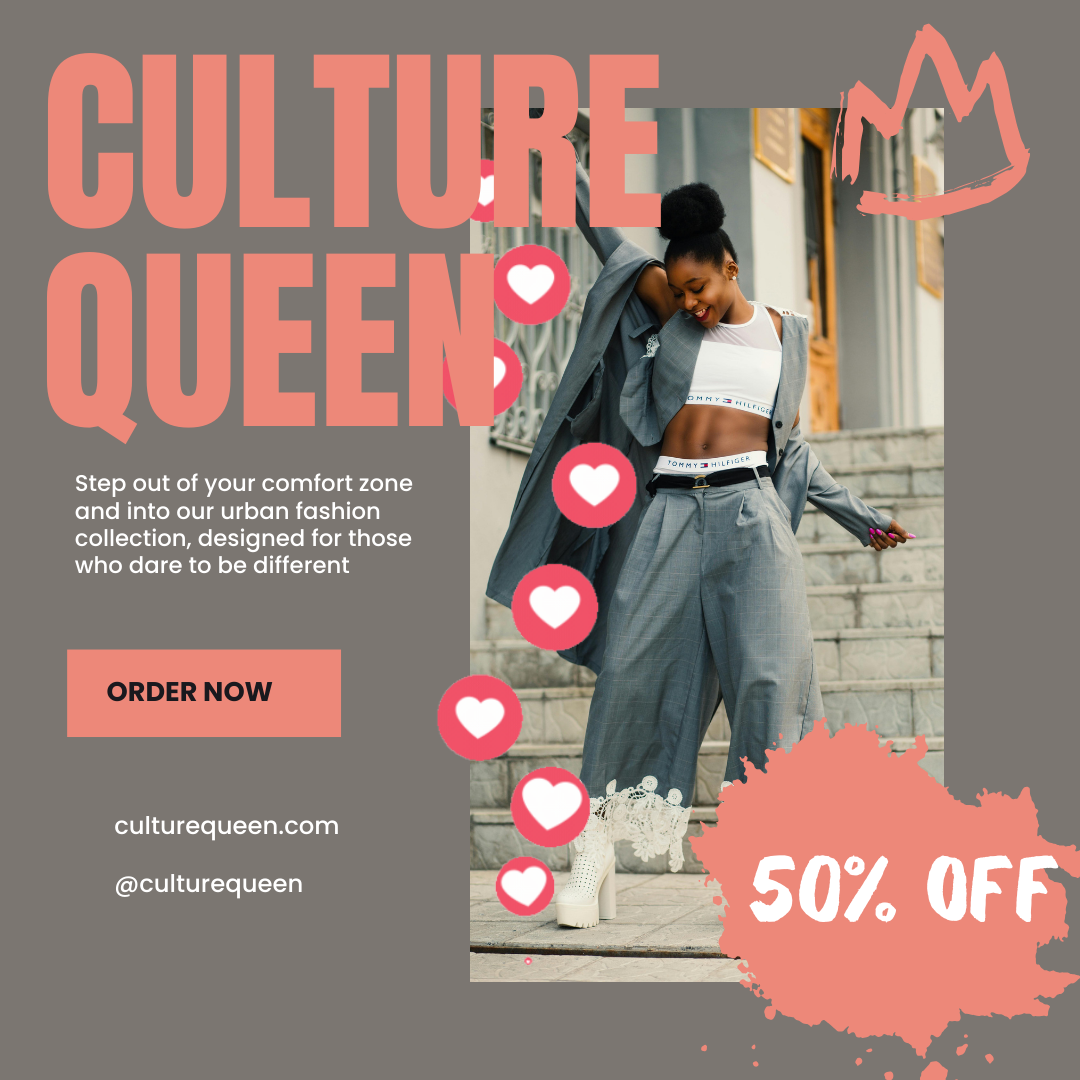 CULTURE
QUEEN
Step out of your comfort zone
and into our urban fashion
collection, designed for those
who dare to be different
ORDER NOW
culturequeen.com
@culturequeen
OMMY HILFIGER
TOMMY HILFIGER
50% OFF